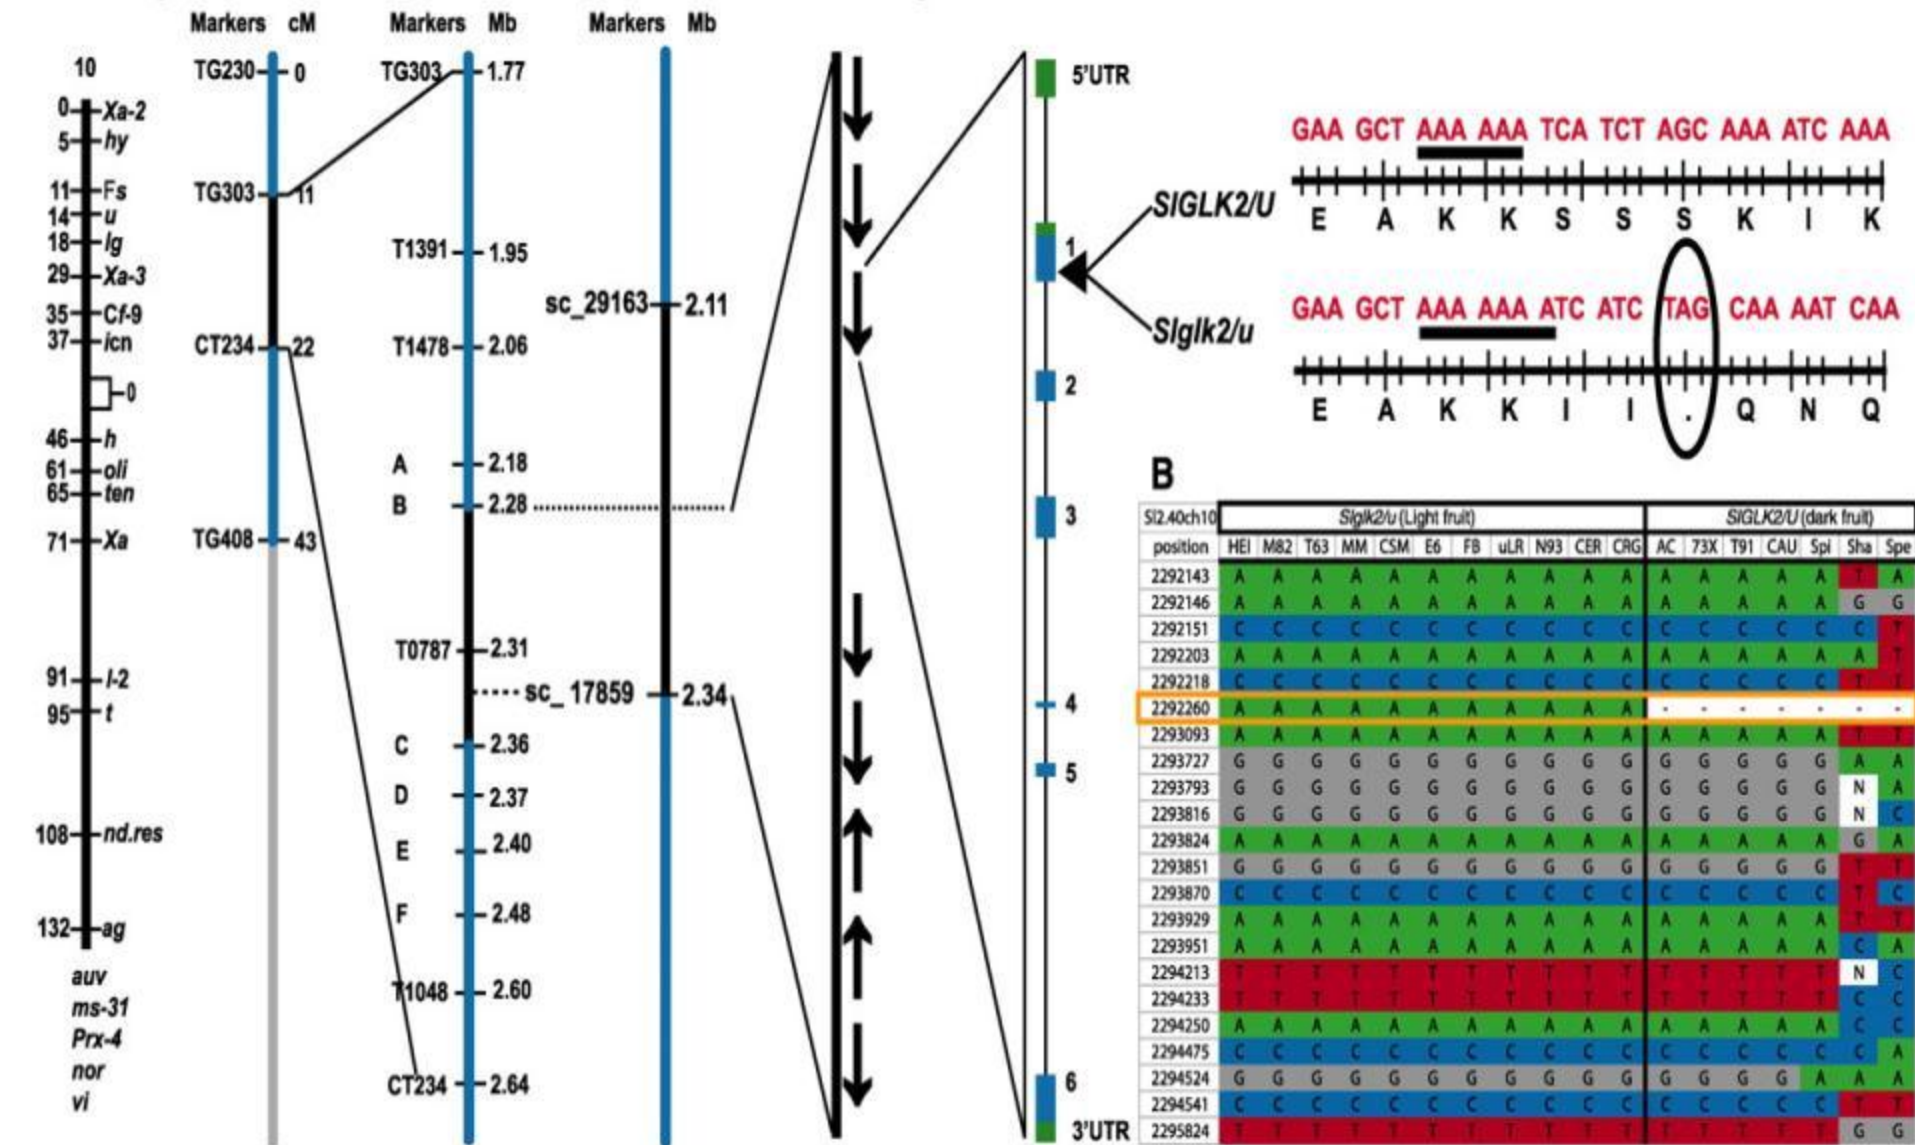 Markers cM
Markers Mb
Markers Mb
10
0 Xa-2
5 hy
11 Fs
14 u
18 lg
29 Xa-3
35 Cf-9
37 icn
0
46 h
61 oli
65 ten
71 Xa
91 l-2
95 t
108 nd.res
132 ag
auv
ms-31
Prx-4
nor
vi
TG230 0
TG303 11
CT234 22
TG408 43
TG303 1.77
T1391 1.95
T1478 2.06
A 2.18
B 2.28
T0787 2.31
C 2.36
D 2.37
E 2.40
F 2.48
T1048 2.60
CT234 2.64
sc_29163 2.11
sc_ 17859 2.34
5'UTR
1
2
3
4
5
6
3'UTR
SlGLK2/U
Slglk2/u
GAA GCT AAA AAA TCA TCT AGC AAA ATC AAA
E A K K S S S K I K
GAA GCT AAA AAA ATC ATC TAG CAA AAT CAA
E A K K I I . Q N Q
B
Sl2.40ch10 Slglk2/u (Light fruit) SlGLK2/U (dark fruit)
position HEI M82 T63 MM CSM E6 FB uLR N93 CER CRG AC 73X T91 CAU Spi Sha Spe
2292143 A A A A A A A A A A A A A A A A T A
2292146 A A A A A A A A A A A A A A A A G G
2292151 C C C C C C C C C C C C C C C C C T
2292203 A A A A A A A A A A A A A A A A A T
2292218 C C C C C C C C C C C C C C C C T T
2292260 A A A A A A A A A A A - - - - - - -
2293093 A A A A A A A A A A A A A A A A T T
2293727 G G G G G G G G G G G G G G G G A A
2293793 G G G G G G G G G G G G G G G G N A
2293816 G G G G G G G G G G G G G G G G N C
2293824 A A A A A A A A A A A A A A A A G A
2293851 G G G G G G G G G G G G G G G G T T
2293870 C C C C C C C C C C C C C C C C T C
2293929 A A A A A A A A A A A A A A A A T T
2293951 A A A A A A A A A A A A A A A A C A
2294213 T T T T T T T T T T T T T T T T N C
2294233 T T T T T T T T T T T T T T T T C C
2294250 A A A A A A A A A A A A A A A A C C
2294475 C C C C C C C C C C C C C C C C C A
2294524 G G G G G G G G G G G G G G G A A A
2294541 C C C C C C C C C C C C C C C C T T
2295824 T T T T T T T T T T T T T T T T G G